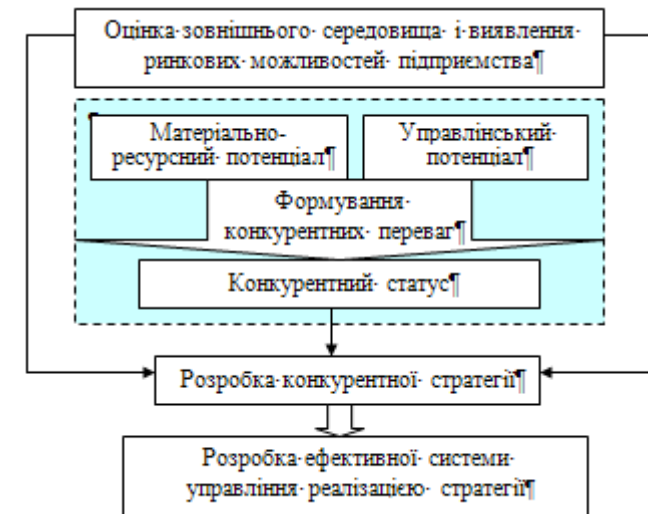 Оцінка зовнішнього середовища і виявлення
ринкових можливостей підприємства¶
¶
Матеріально-
ресурсний потенціал¶
Управлінський
потенціал¶
Формування
конкурентних переваг¶
Конкурентний статус¶
Розробка конкурентної стратегії¶
Розробка ефективної системи
управління реалізацією стратегії¶